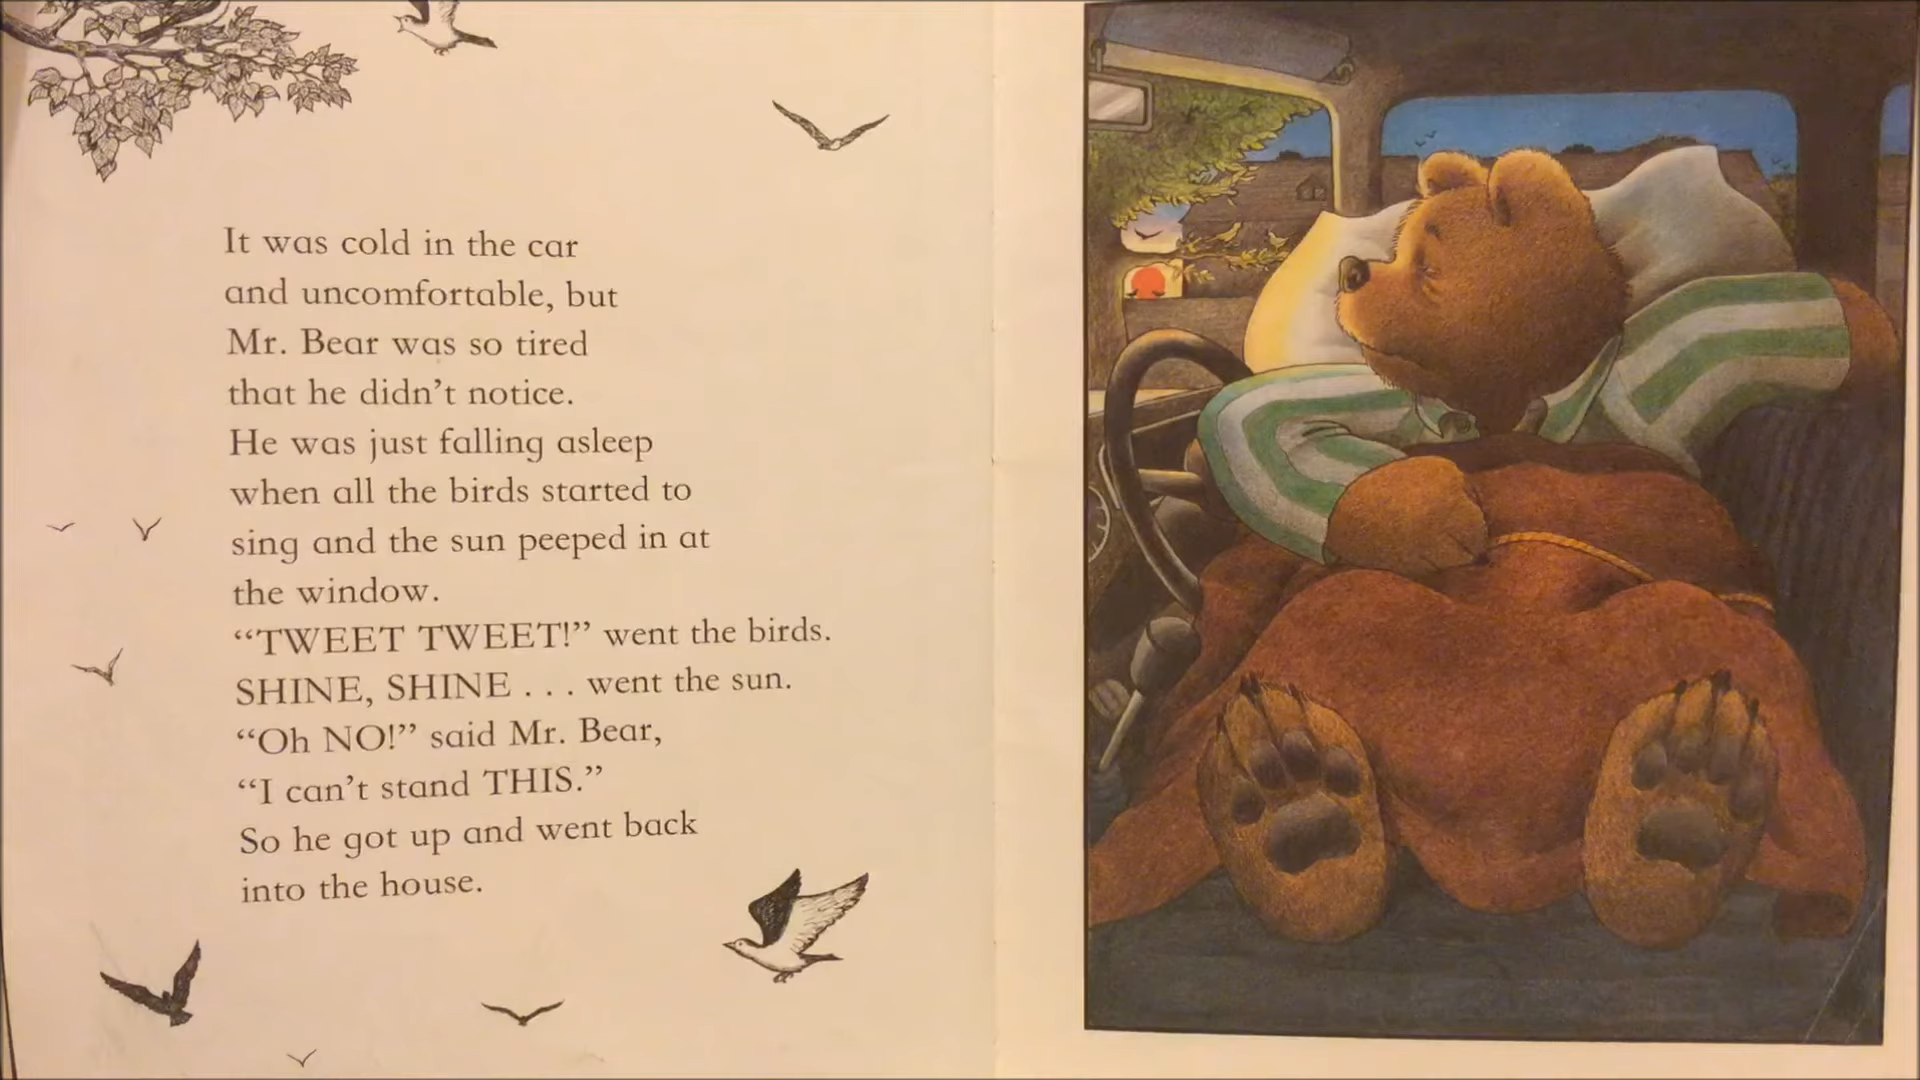 It was cold in the car
and uncomfortable, but
Mr. Bear was so tired
that he didn't notice.
He was just falling asleep
when all the birds started to
sing and the sun peeped in at
the window.
“TWEET TWEET!” went the birds.
SHINE, SHINE . . . went the sun.
“Oh NO!” said Mr. Bear,
“I can't stand THIS.”
So he got up and went back
into the house.